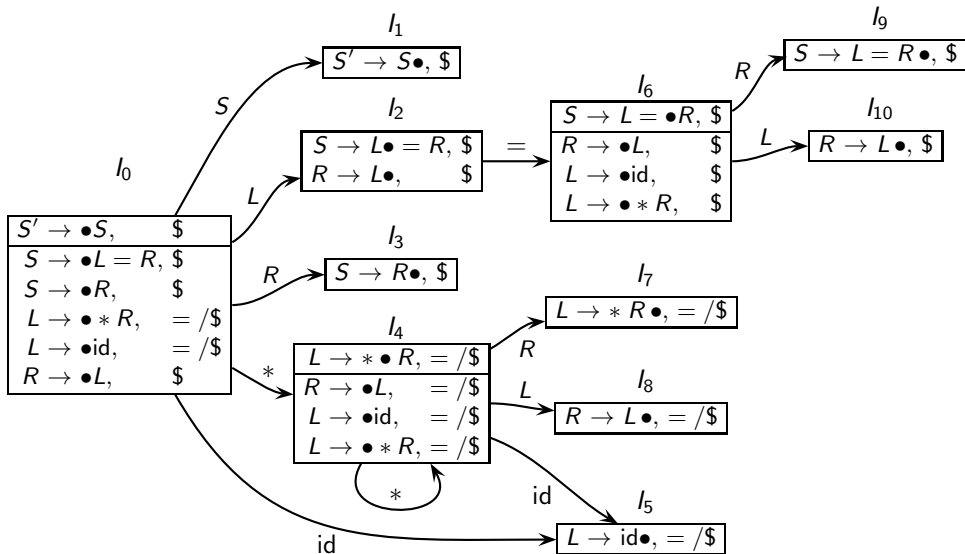 I0
S′ → •S, $
S → •L = R, $
S → •R, $
L → • ∗ R, = /$
L → •id, = /$
R → •L, $
S
L
R
∗
id
I1
S′ → S•, $
I2
S → L• = R, $
R → L•, $
=
I3
S → R•, $
I4
L → ∗ • R, = /$
R → •L, = /$
L → •id, = /$
L → • ∗ R, = /$
∗
R
L
id
I6
S → L = •R, $
R → •L, $
L → •id, $
L → • ∗ R, $
R
L
I9
S → L = R •, $
I10
R → L •, $
I7
L → ∗ R •, = /$
I8
R → L •, = /$
I5
L → id•, = /$